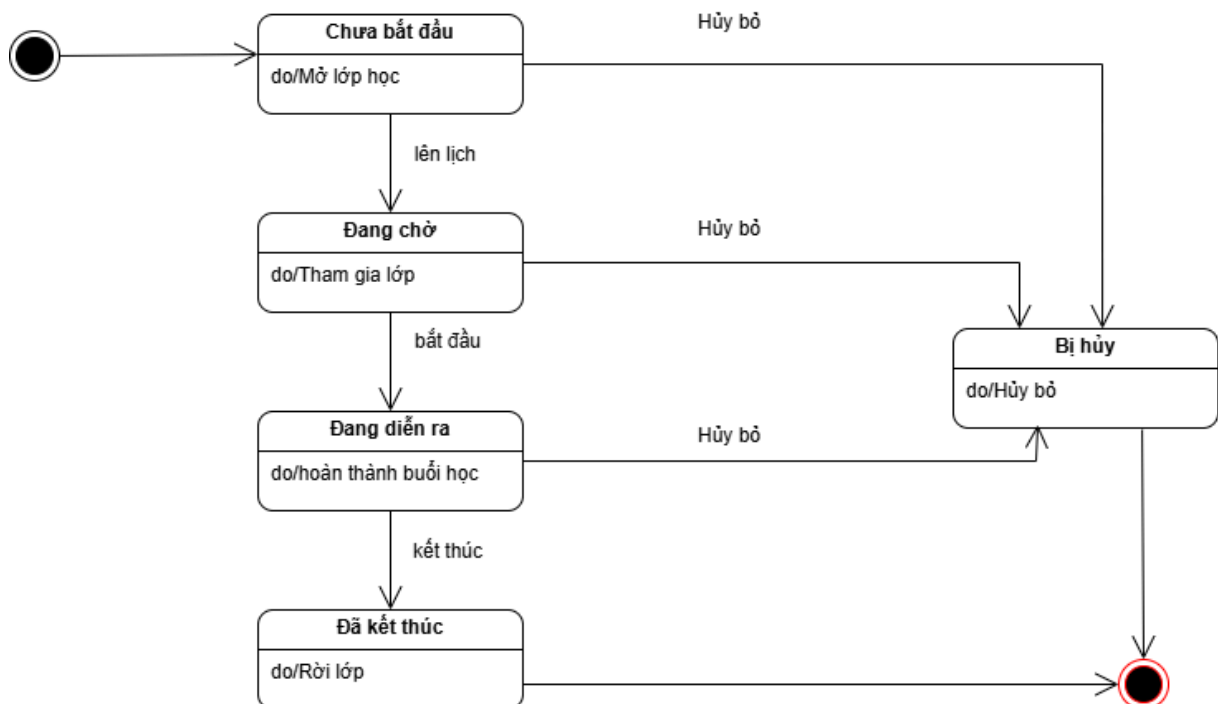 Chưa bắt đầu
Hủy bỏ
do/Mở lớp học
lên lịch
Đang chờ
Hủy bỏ
do/Tham gia lớp
bắt đầu
Bị hủy
do/Hủy bỏ
Đang diễn ra
Hủy bỏ
do/hoàn thành buổi học
kết thúc
Đã kết thúc
do/Rời lớp